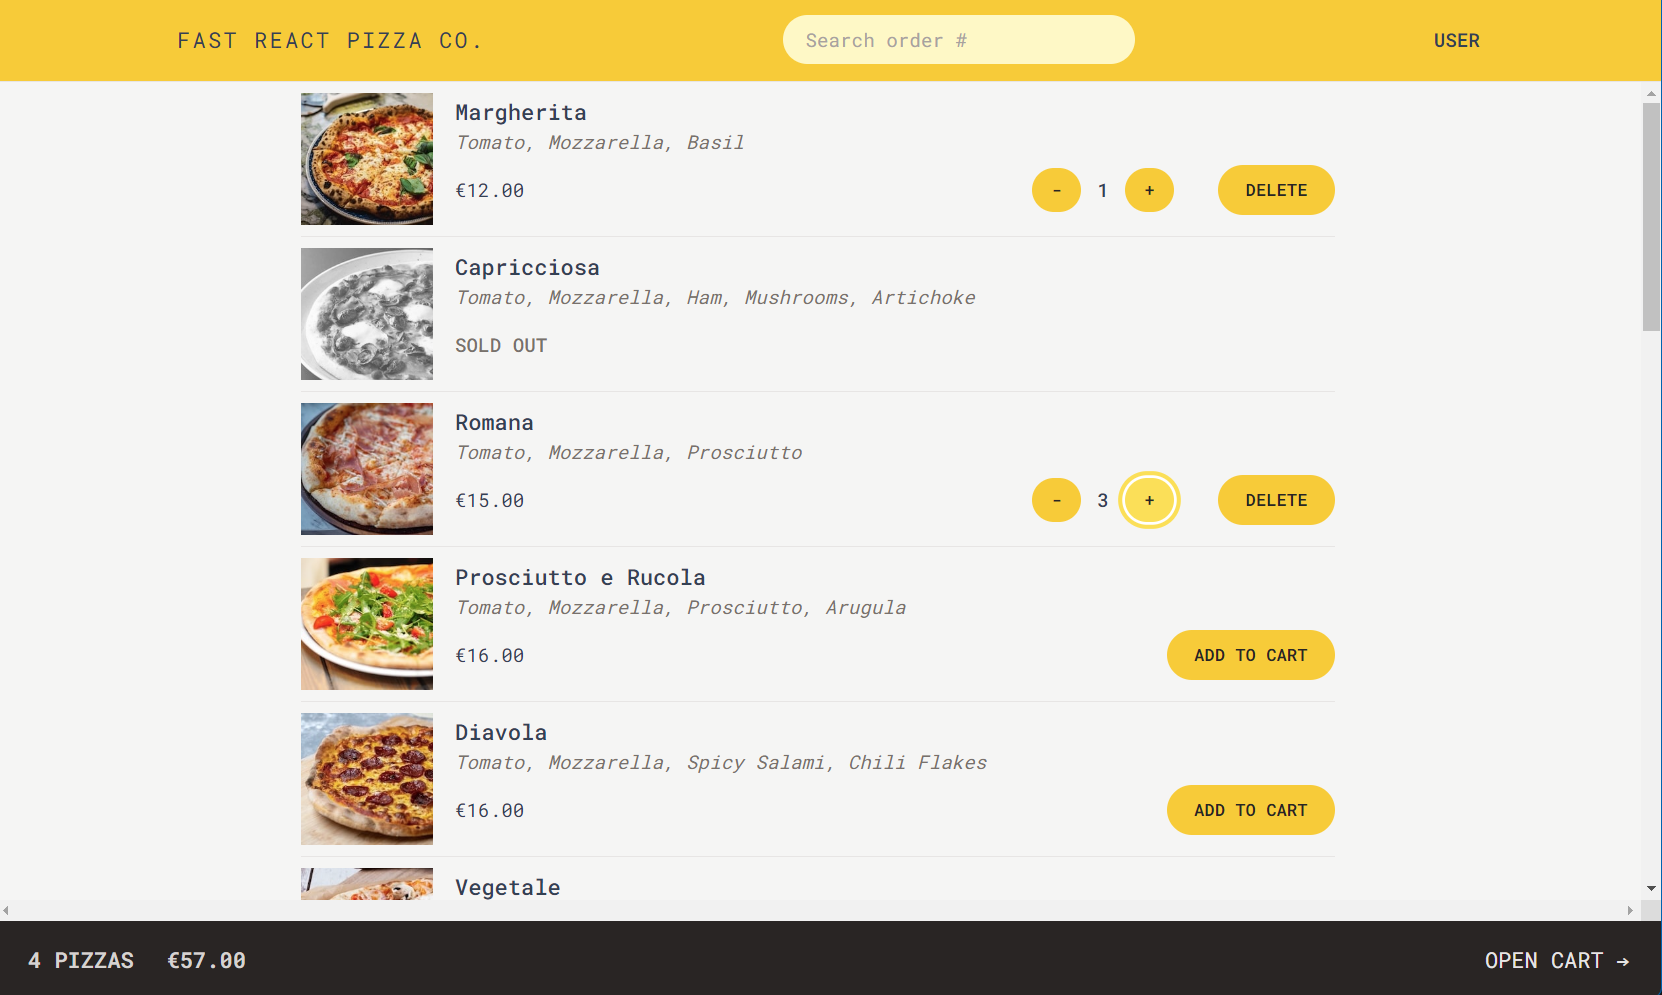 FAST REACT PIZZA CO.
Search order #
USER
Margherita
Tomato, Mozzarella, Basil
€12.00
- 1 + DELETE
Capricciosa
Tomato, Mozzarella, Ham, Mushrooms, Artichoke
SOLD OUT
Romana
Tomato, Mozzarella, Prosciutto
€15.00
- 3 + DELETE
Prosciutto e Rucola
Tomato, Mozzarella, Prosciutto, Arugula
€16.00
ADD TO CART
Diavola
Tomato, Mozzarella, Spicy Salami, Chili Flakes
€16.00
ADD TO CART
Vegetale
4 PIZZAS €57.00
OPEN CART →